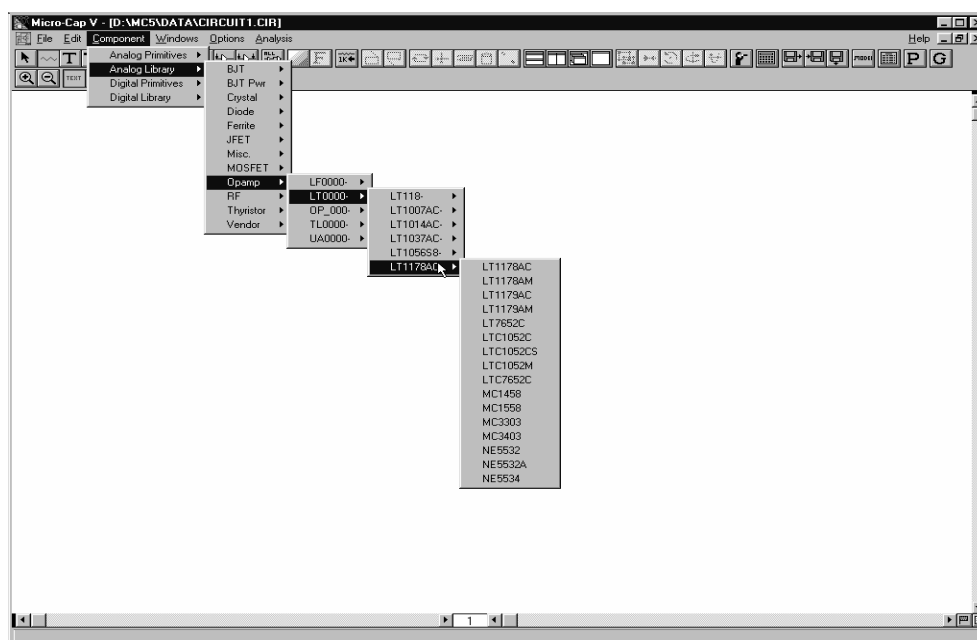 Micro-Cap V - [D:\MC5\DATA\CIRCUIT1.CIR]
File Edit Component Windows Options Analysis Help
T
1K
F
P G
TEXT
Analog Primitives
Analog Library
Digital Primitives
Digital Library
BJT
BJT Pwr
Crystal
Diode
Ferrite
JFET
Misc.
MOSFET
Opamp
RF
Thyristor
Vendor
LF0000-
LT0000-
OP_000-
TL0000-
UA0000-
LT118-
LT1007AC-
LT1014AC-
LT1037AC-
LT1056S8-
LT1178AC
LT1178AC
LT1178AM
LT1179AC
LT1179AM
LT7652C
LTC1052C
LTC1052CS
LTC1052M
LTC7652C
MC1458
MC1558
MC3303
MC3403
NE5532
NE5532A
NE5534
1